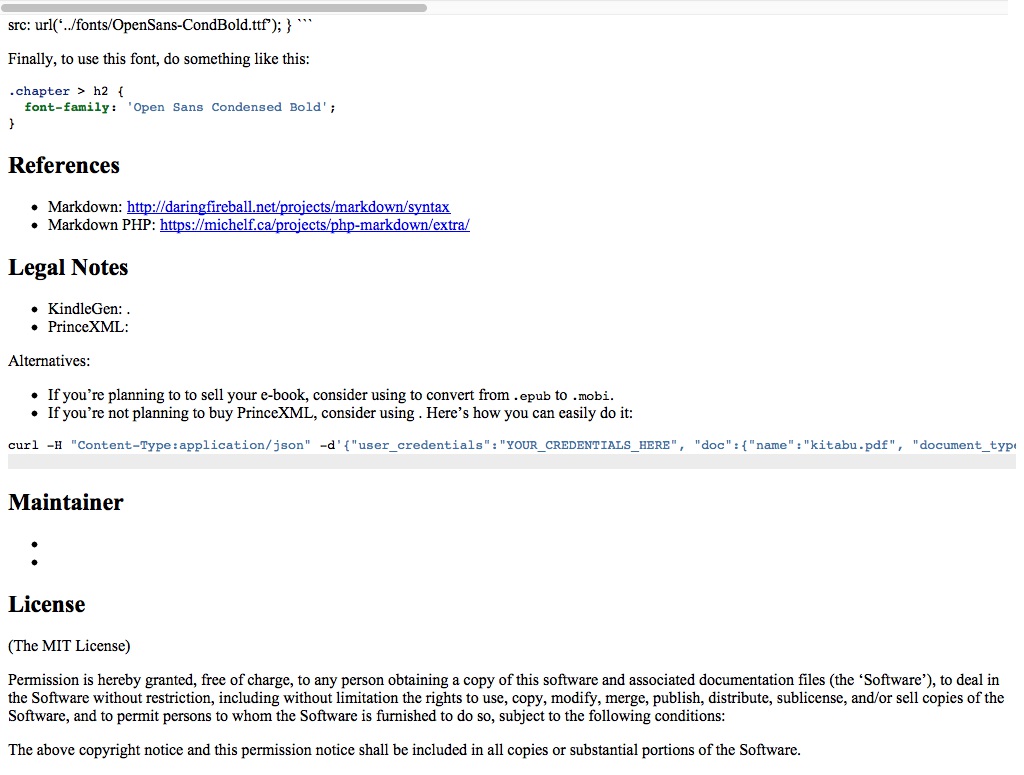 src: url(‘../fonts/OpenSans-CondBold.ttf’); } ```
Finally, to use this font, do something like this:
.chapter > h2 {
  font-family: 'Open Sans Condensed Bold';
}
References
• Markdown: http://daringfireball.net/projects/markdown/syntax
• Markdown PHP: https://michelf.ca/projects/php-markdown/extra/
Legal Notes
• KindleGen: .
• PrinceXML:
Alternatives:
• If you’re planning to to sell your e-book, consider using to convert from .epub to .mobi.
• If you’re not planning to buy PrinceXML, consider using . Here’s how you can easily do it:
curl -H "Content-Type:application/json" -d'{"user_credentials":"YOUR_CREDENTIALS_HERE", "doc":{"name":"kitabu.pdf", "document_type
Maintainer
•
•
License
(The MIT License)
Permission is hereby granted, free of charge, to any person obtaining a copy of this software and associated documentation files (the ‘Software’), to deal in
the Software without restriction, including without limitation the rights to use, copy, modify, merge, publish, distribute, sublicense, and/or sell copies of the
Software, and to permit persons to whom the Software is furnished to do so, subject to the following conditions:
The above copyright notice and this permission notice shall be included in all copies or substantial portions of the Software.